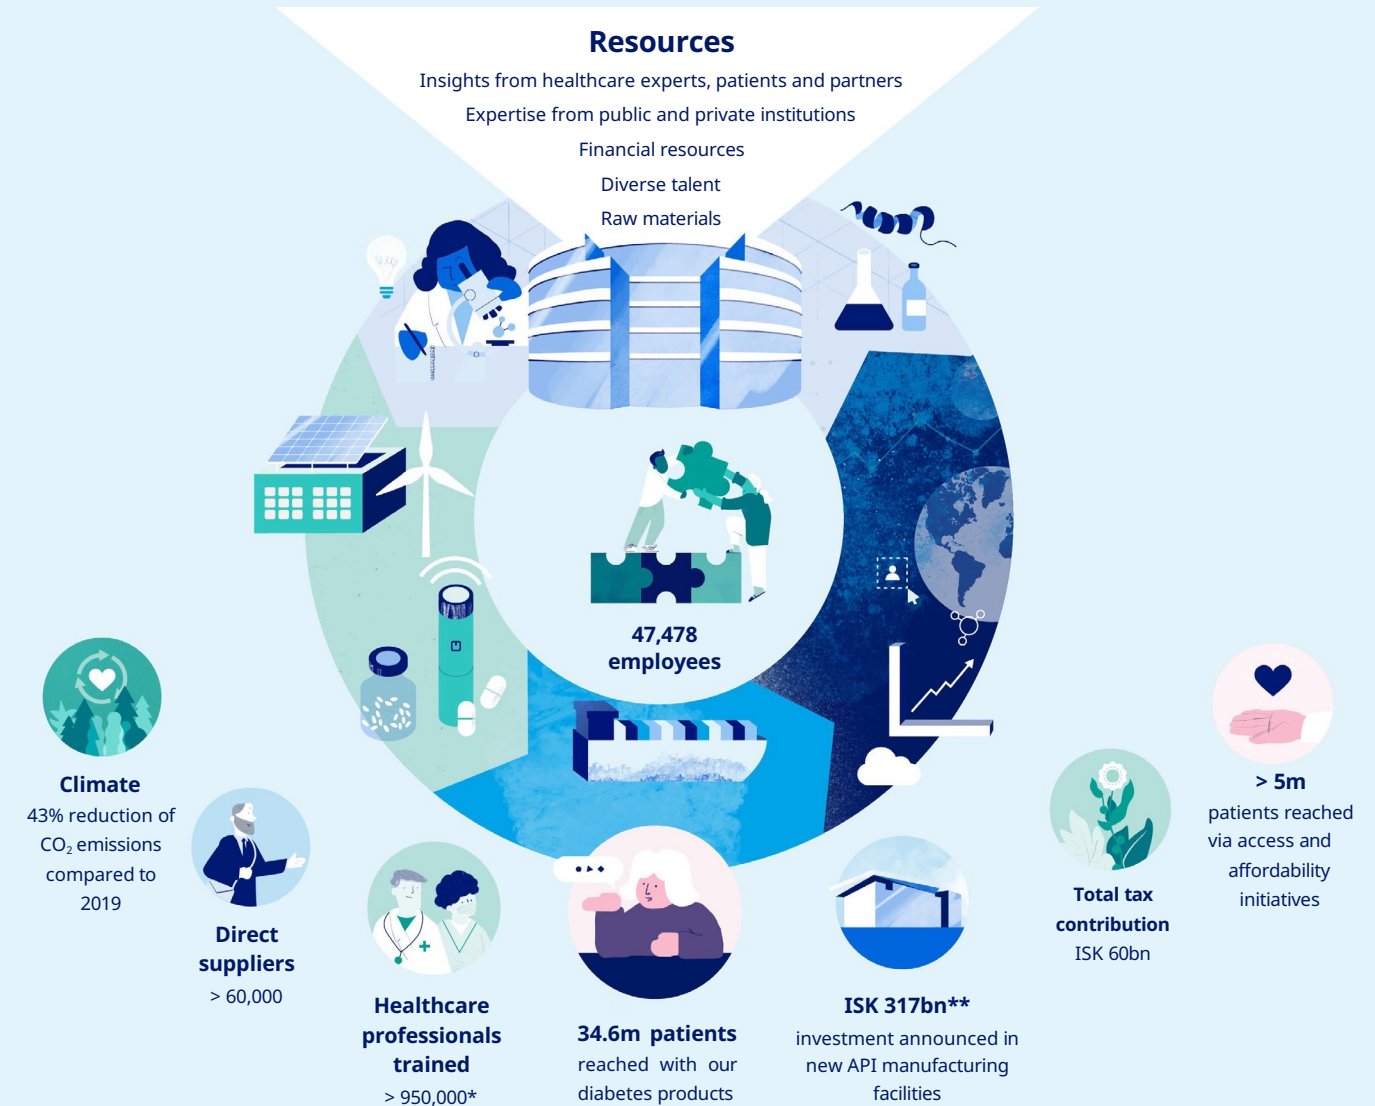 Resources
Insights from healthcare experts, patients and partners
Expertise from public and private institutions
Financial resources
Diverse talent
Raw materials
47,478
employees
Climate
43% reduction of
CO₂ emissions
compared to
2019
Direct
suppliers
> 60,000
Healthcare
professionals
trained
> 950,000*
34.6m patients
reached with our
diabetes products
ISK 317bn**
investment announced in
new API manufacturing
facilities
Total tax
contribution
ISK 60bn
> 5m
patients reached
via access and
affordability
initiatives